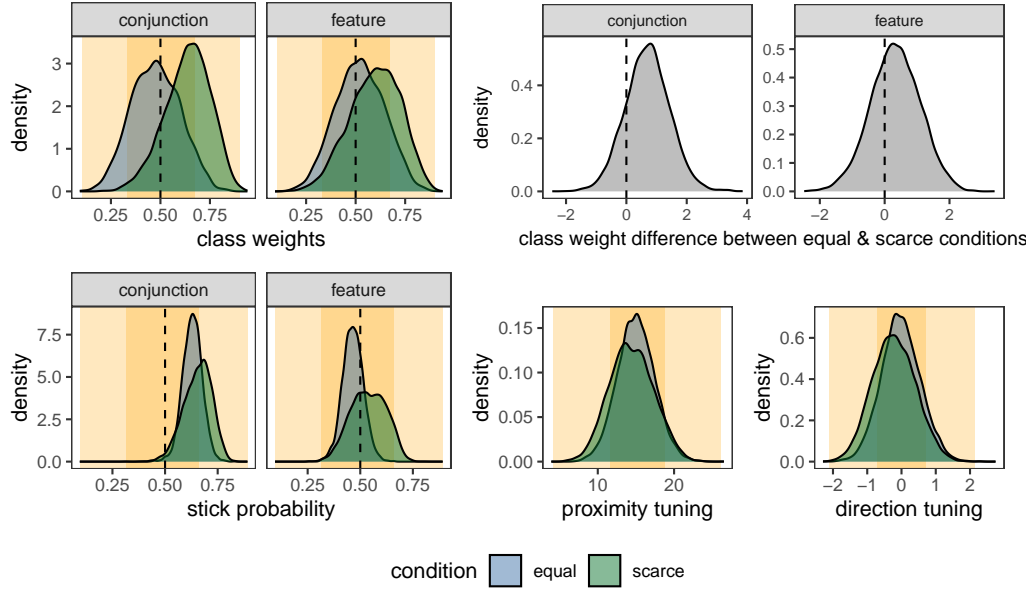 conjunction feature
density
3
2
1
0
0.25 0.50 0.75 0.25 0.50 0.75
class weights
conjunction feature
density
0.4
0.2
0.0
−2 0 2 4
0.5
0.4
0.3
0.2
0.1
0.0
−2 0 2
class weight difference between equal & scarce conditions
conjunction feature
density
7.5
5.0
2.5
0.0
0.25 0.50 0.75 0.25 0.50 0.75
stick probability
density
0.15
0.10
0.05
0.00
10 20
proximity tuning
density
0.6
0.4
0.2
0.0
−2 −1 0 1 2
direction tuning
condition equal scarce